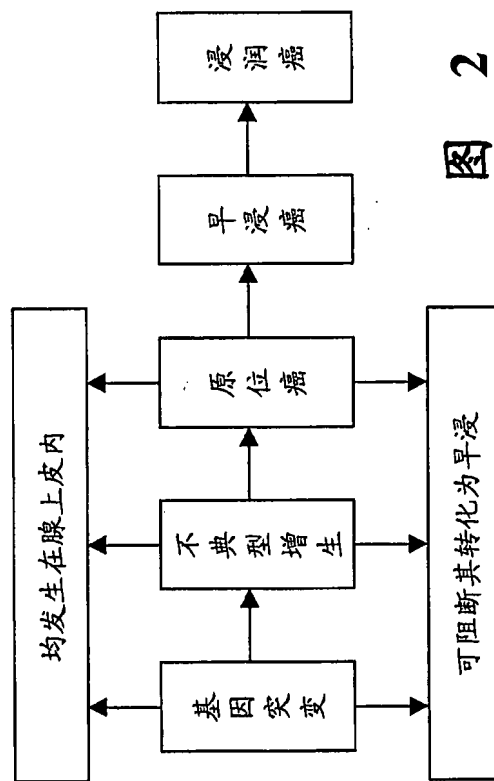 均发生在腺上皮内
基因突变
不典型增生
原位癌
早浸癌
浸润癌
可阻断其转化为早浸
图 2